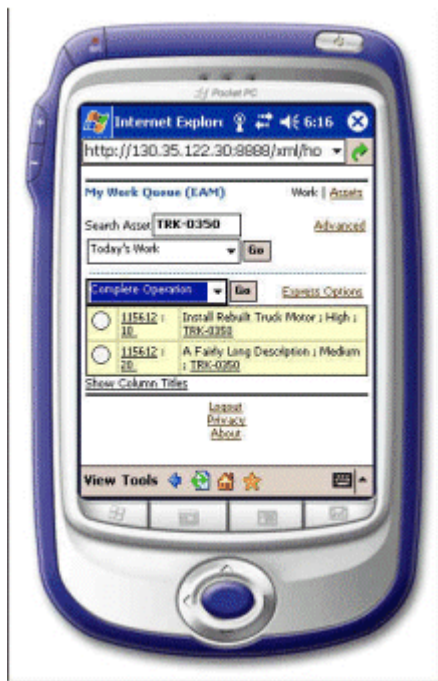 Pocket PC
Internet Explor 6:16
http://130.35.122.30:8888/xml/ho
My Work Queue (EAM) Work | Assets
Search Asset TRK-0350 Advanced
Today's Work Go
Complete Operation Go Express Options
115612 : Install Rebuilt Truck Motor ; High ;
10 TRK-0350
115612 : A Fairly Long Description ; Medium
20 ; TRK-0350
Show Column Titles
Logout
Privacy
About
View Tools